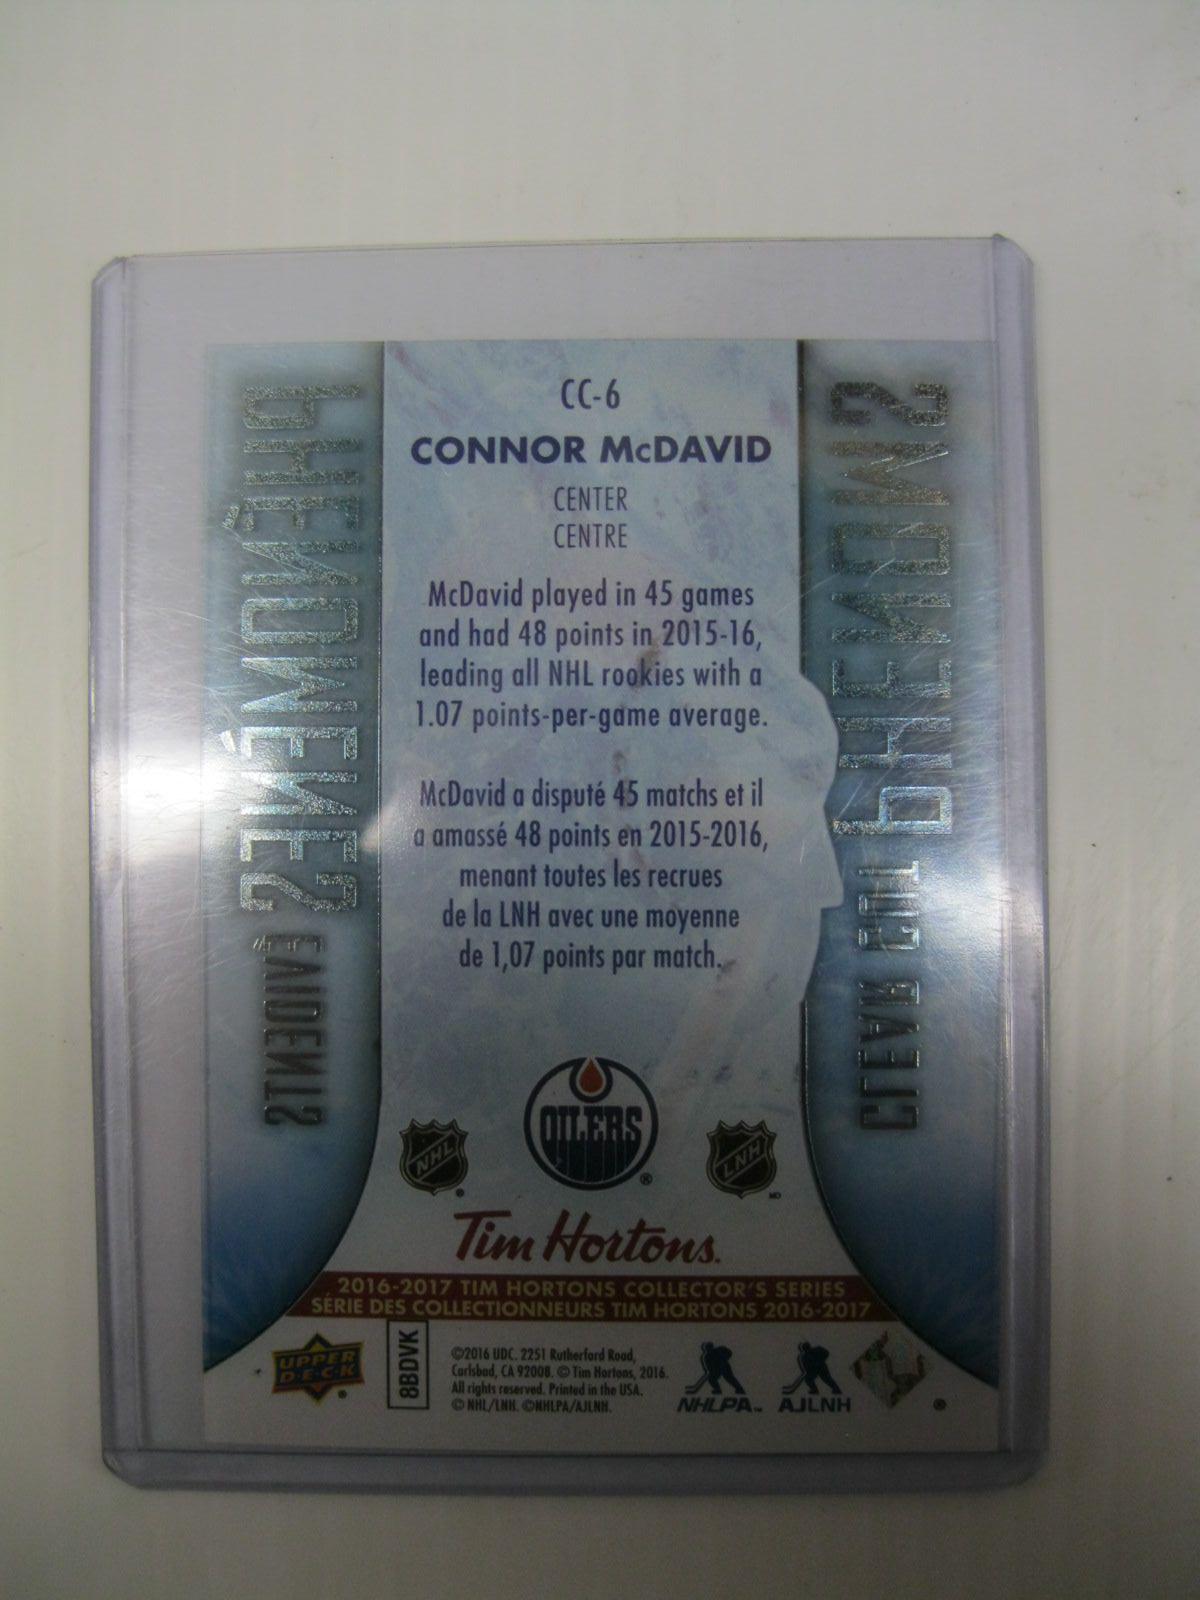 CC-6
CONNOR McDAVID
CENTER
CENTRE
McDavid played in 45 games
and had 48 points in 2015-16,
leading all NHL rookies with a
1.07 points-per-game average.
McDavid a disputé 45 matchs et il
a amassé 48 points en 2015-2016,
menant toutes les recrues
de la LNH avec une moyenne
de 1,07 points par match.
PHÉNOMÈNES ÉVIDENTS
CLEAR CUT PHENOMS
NHL
®
OILERS
®
LNH
MD
Tim Hortons.
2016-2017 TIM HORTONS COLLECTOR'S SERIES
SÉRIE DES COLLECTIONNEURS TIM HORTONS 2016-2017
UPPER
D·E·C·K
®
8BDVK
©2016 UDC. 2251 Rutherford Road,
Carlsbad, CA 92008. © Tim Hortons, 2016.
All rights reserved. Printed in the USA.
© NHL/LNH. ©NHLPA/AJLNH.
NHLPA™
AJLNH
®